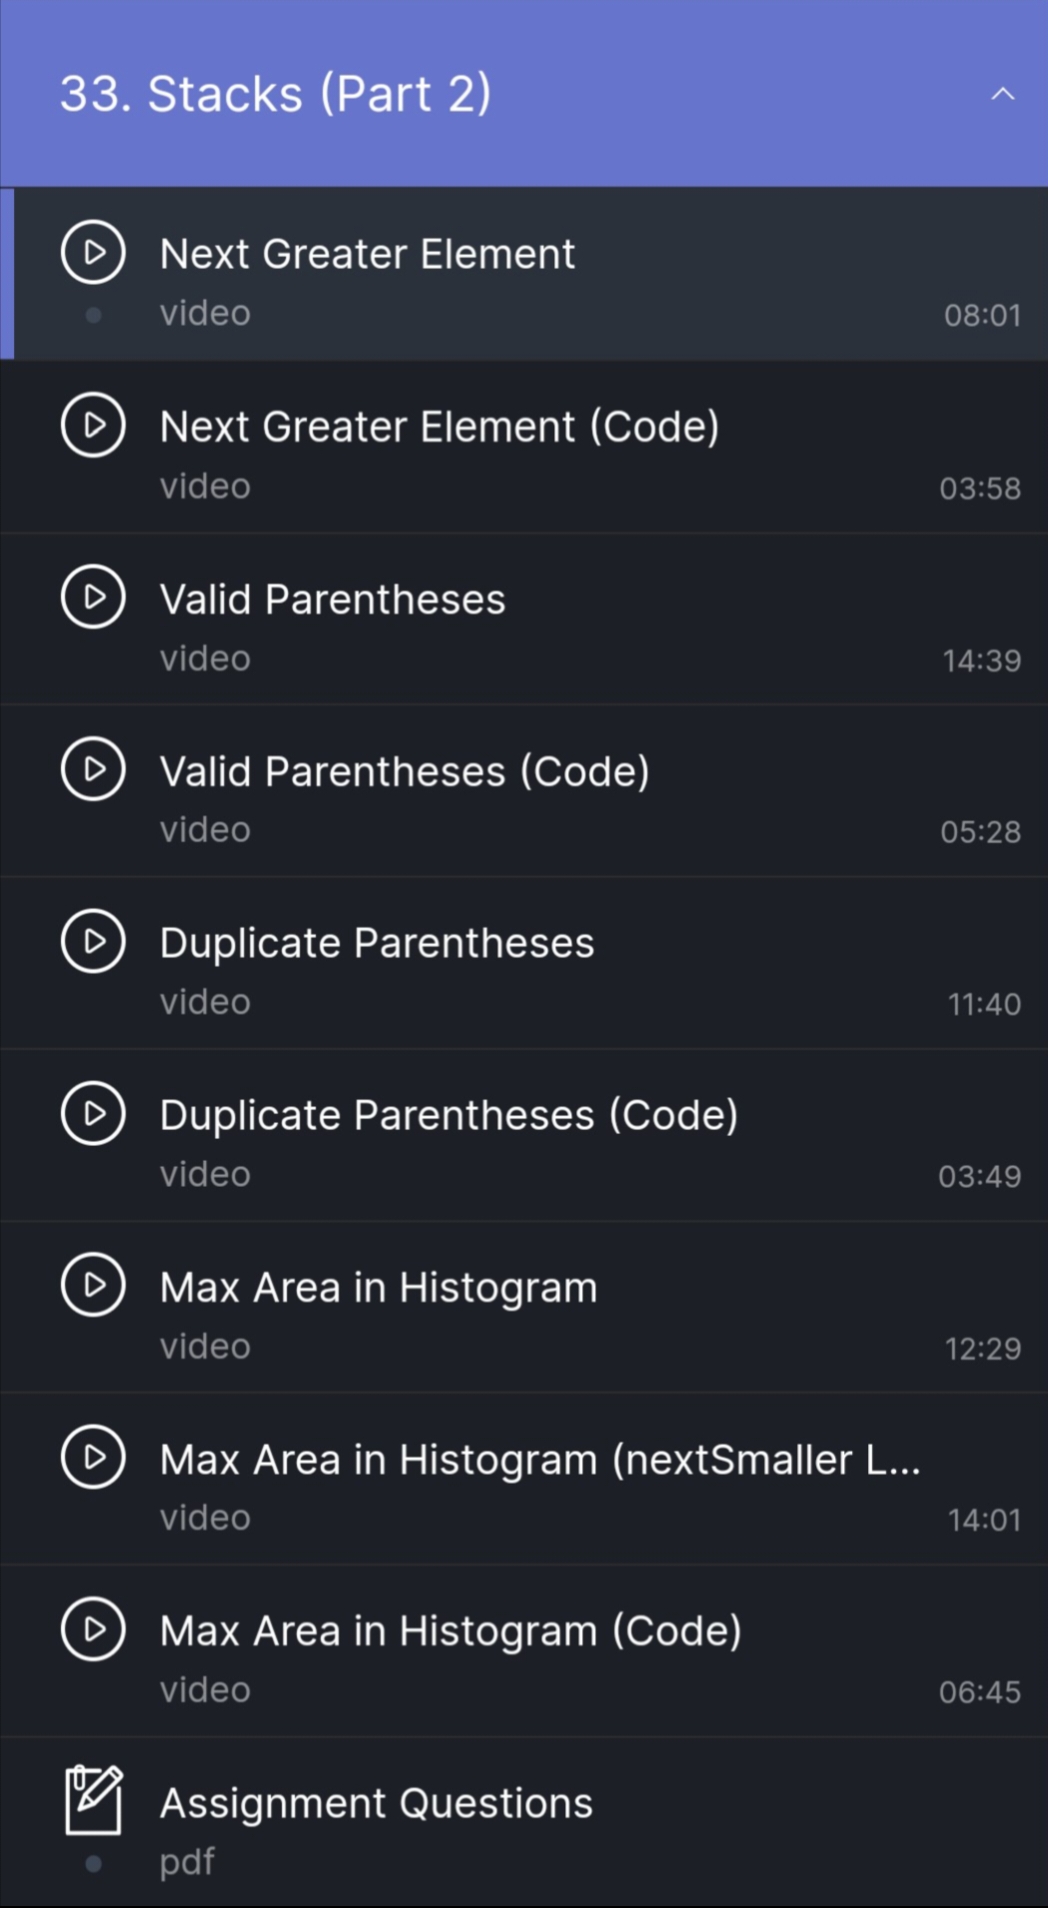 33. Stacks (Part 2)
Next Greater Element
video
08:01
Next Greater Element (Code)
video
03:58
Valid Parentheses
video
14:39
Valid Parentheses (Code)
video
05:28
Duplicate Parentheses
video
11:40
Duplicate Parentheses (Code)
video
03:49
Max Area in Histogram
video
12:29
Max Area in Histogram (nextSmaller L...
video
14:01
Max Area in Histogram (Code)
video
06:45
Assignment Questions
pdf